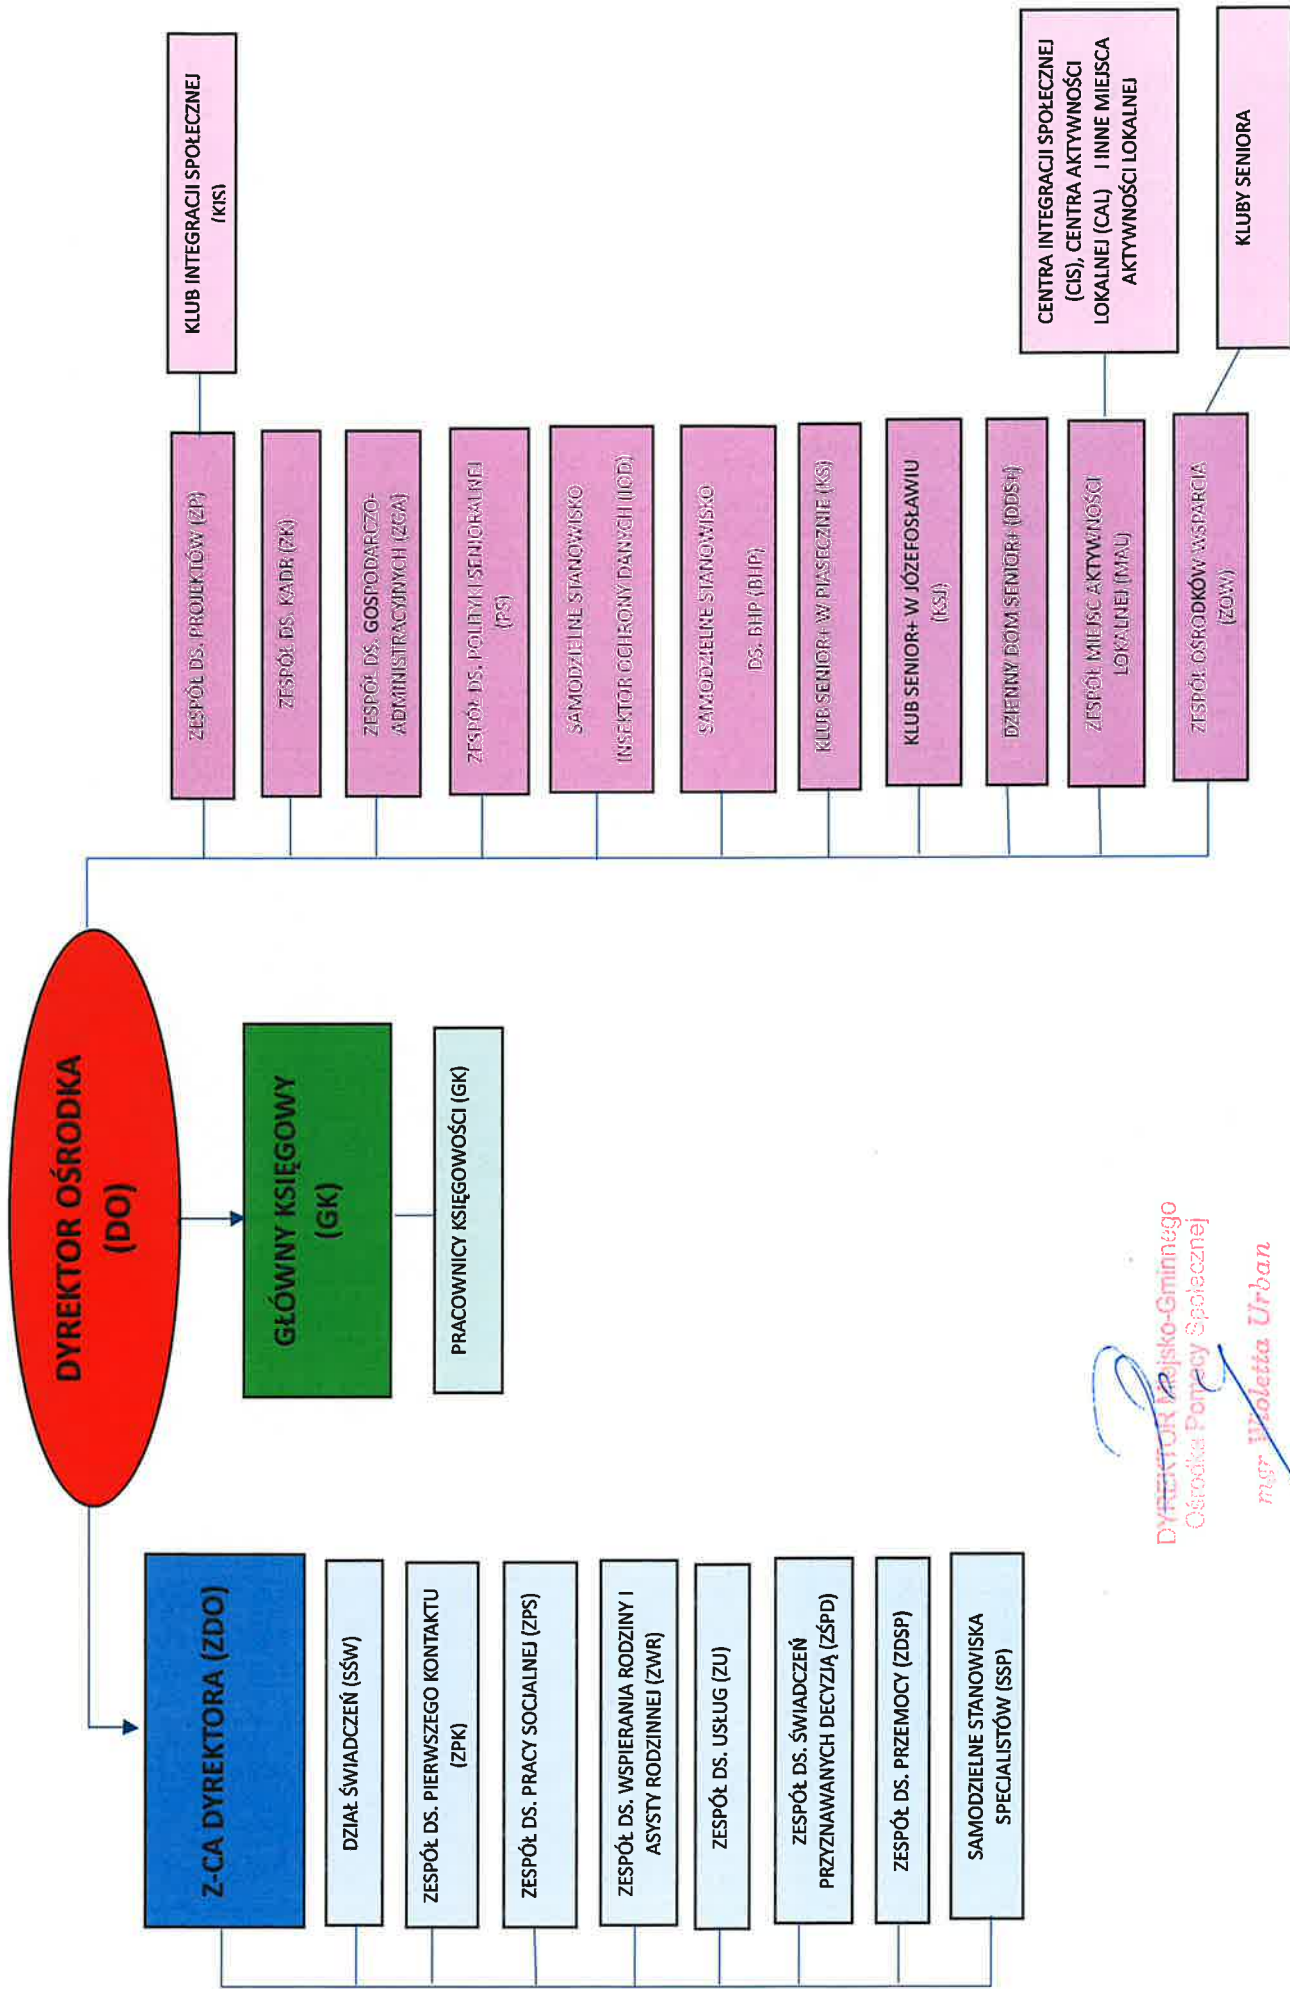 DYREKTOR OŚRODKA
(DO)
Z-CA DYREKTORA (ZDO)
DZIAŁ ŚWIADCZEŃ (SŚW)
ZESPÓŁ DS. PIERWSZEGO KONTAKTU
(ZPK)
ZESPÓŁ DS. PRACY SOCJALNEJ (ZPS)
ZESPÓŁ DS. WSPIERANIA RODZINY I
ASYSTY RODZINNEJ (ZWR)
ZESPÓŁ DS. USŁUG (ZU)
ZESPÓŁ DS. ŚWIADCZEŃ
PRZYZNAWANYCH DECYZJĄ (ZŚPD)
ZESPÓŁ DS. PRZEMOCY (ZDSP)
SAMODZIELNE STANOWISKA
SPECJALISTÓW (SSP)
GŁÓWNY KSIĘGOWY
(GK)
PRACOWNICY KSIĘGOWOŚCI (GK)
ZESPÓŁ DS. PROJEKTÓW (ZP)
ZESPÓŁ DS. KADR (ZK)
ZESPÓŁ DS. GOSPODARCZO-
ADMINISTRACYJNYCH (ZGA)
ZESPÓŁ DS. POLITYKI SENIORALNEJ
(PS)
SAMODZIELNE STANOWISKO
(INSEKTOR OCHRONY DANYCH (IOD)
SAMODZIELNE STANOWISKO
DS. BHP (BHP)
KLUB SENIOR+ W PIASECZNIE (KS)
KLUB SENIOR+ W JÓZEFOSŁAWIU
(KSJ)
DZIENNY DOM SENIOR+ (DDS+)
ZESPÓŁ MIEJSC AKTYWNOŚCI
LOKALNEJ (MAL)
ZESPÓŁ OŚRODKÓW WSPARCIA
(ZOW)
KLUB INTEGRACJI SPOŁECZNEJ
(KIS)
CENTRA INTEGRACJI SPOŁECZNEJ
(CIS), CENTRA AKTYWNOŚCI
LOKALNEJ (CAL) I INNE MIEJSCA
AKTYWNOŚCI LOKALNEJ
KLUBY SENIORA
DYREKTOR Miejsko-Gminnego
Ośrodka Pomocy Społecznej
mgr Wioletta Urban